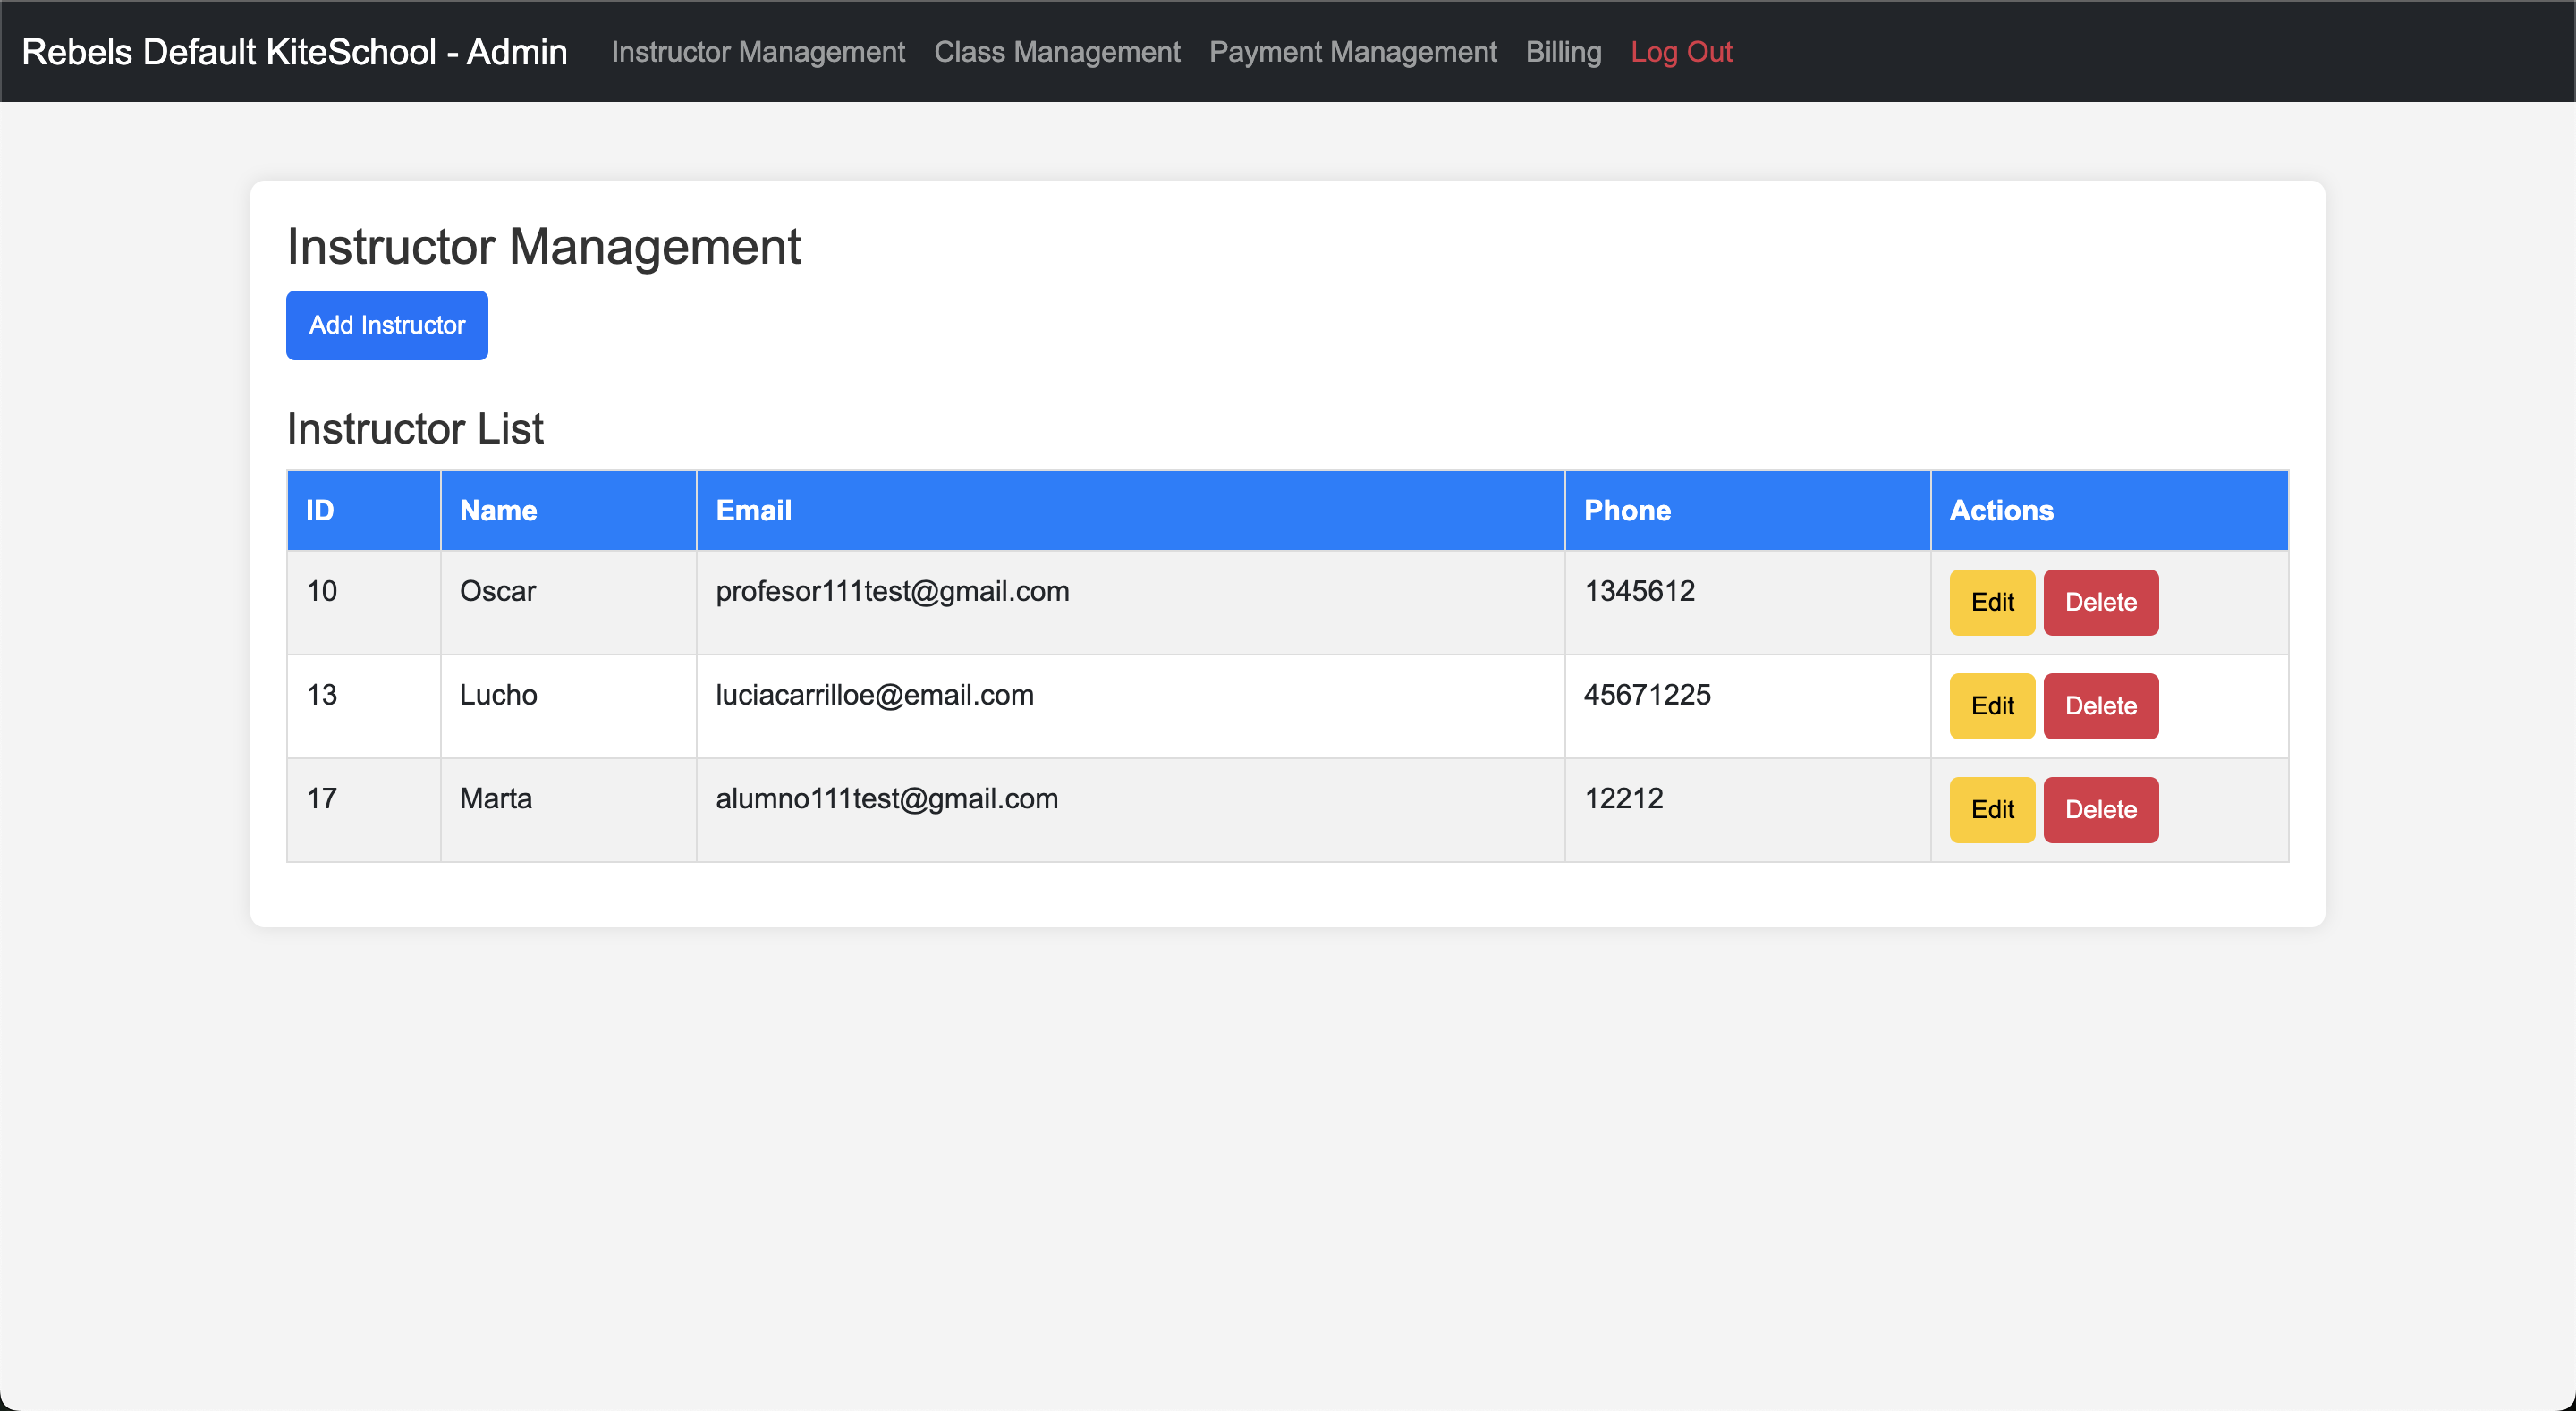 Rebels Default KiteSchool - Admin Instructor Management Class Management Payment Management Billing Log Out
Instructor Management
Add Instructor
Instructor List
ID Name Email Phone Actions
10 Oscar profesor111test@gmail.com 1345612 Edit Delete
13 Lucho luciacarrilloe@email.com 45671225 Edit Delete
17 Marta alumno111test@gmail.com 12212 Edit Delete